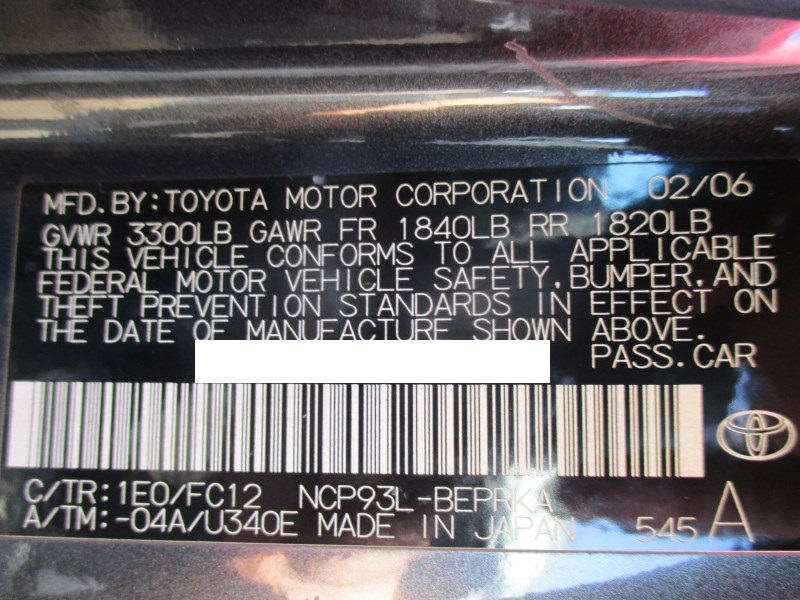 MFD.BY:TOYOTA MOTOR CORPORATION 02/06
GVWR 3300LB GAWR FR 1840LB RR 1820LB
THIS VEHICLE CONFORMS TO ALL APPLICABLE
FEDERAL MOTOR VEHICLE SAFETY,BUMPER,AND
THEFT PREVENTION STANDARDS IN EFFECT ON
THE DATE OF MANUFACTURE SHOWN ABOVE.
PASS.CAR
C/TR:1E0/FC12 NCP93L-BEPRKA
A/TM:-04A/U340E MADE IN JAPAN 545 A